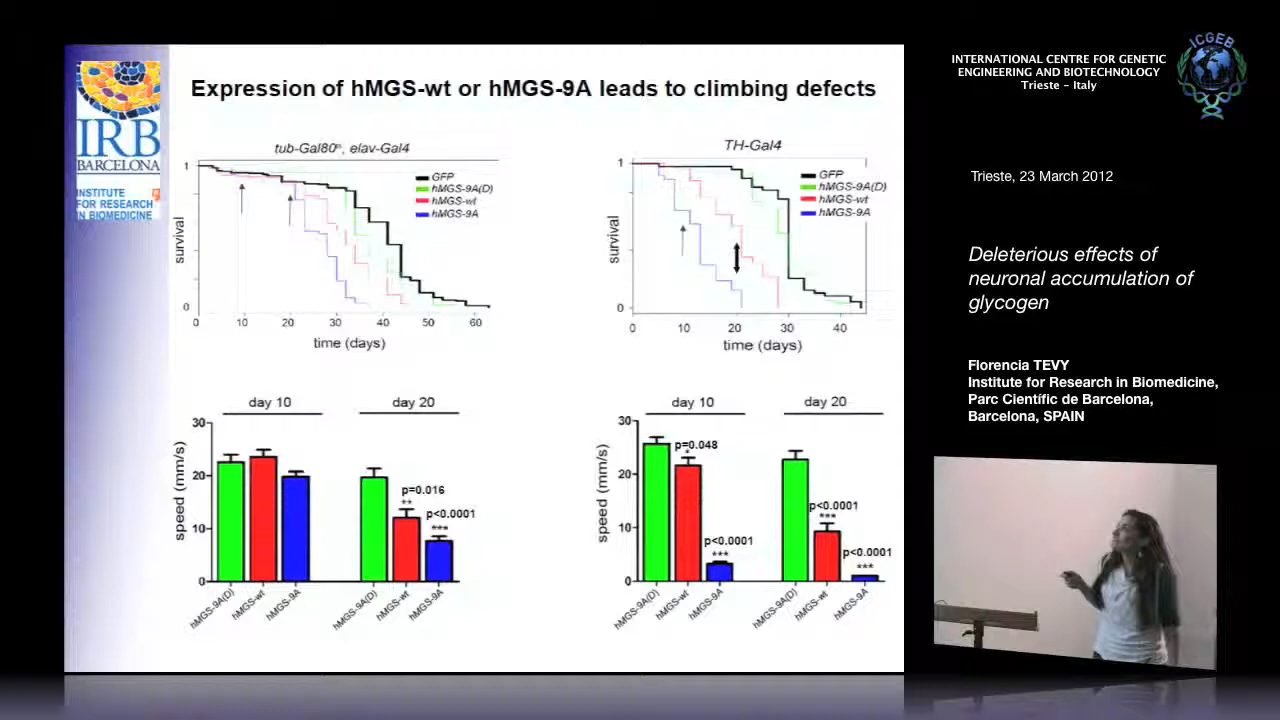 Expression of hMGS-wt or hMGS-9A leads to climbing defects
IRB
BARCELONA
INSTITUTE
FOR RESEARCH
IN BIOMEDICINE
tub-Gal80ts, elav-Gal4
1
0
survival
GFP
hMGS-9A(D)
hMGS-wt
hMGS-9A
0 10 20 30 40 50 60
time (days)
TH-Gal4
1
0
survival
GFP
hMGS-9A(D)
hMGS-wt
hMGS-9A
0 10 20 30 40
time (days)
day 10
day 20
30
20
10
0
speed (mm/s)
p=0.016
**
p<0.0001
***
hMGS-9A(D)
hMGS-wt
hMGS-9A
hMGS-9A(D)
hMGS-wt
hMGS-9A
day 10
day 20
30
20
10
0
speed (mm/s)
p=0.048
*
p<0.0001
***
p<0.0001
***
p<0.0001
***
hMGS-9A(D)
hMGS-wt
hMGS-9A
hMGS-9A(D)
hMGS-wt
hMGS-9A
INTERNATIONAL CENTRE FOR GENETIC
ENGINEERING AND BIOTECHNOLOGY
Trieste - Italy
ICGEB
Trieste, 23 March 2012
Deleterious effects of
neuronal accumulation of
glycogen
Florencia TEVY
Institute for Research in Biomedicine,
Parc Científic de Barcelona,
Barcelona, SPAIN